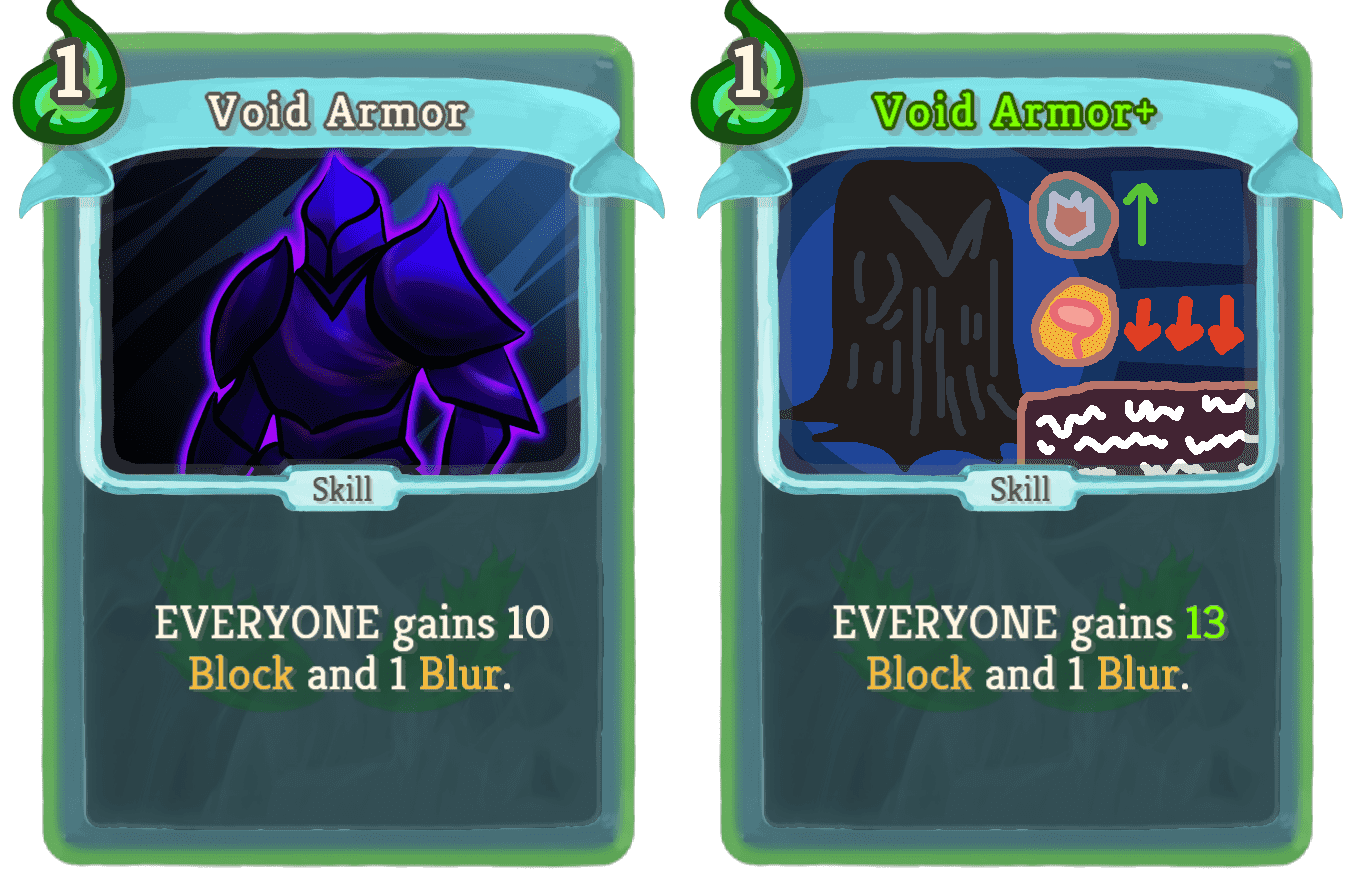 1
Void Armor
Skill
EVERYONE gains 10
Block and 1 Blur.
1
Void Armor+
Skill
EVERYONE gains 13
Block and 1 Blur.